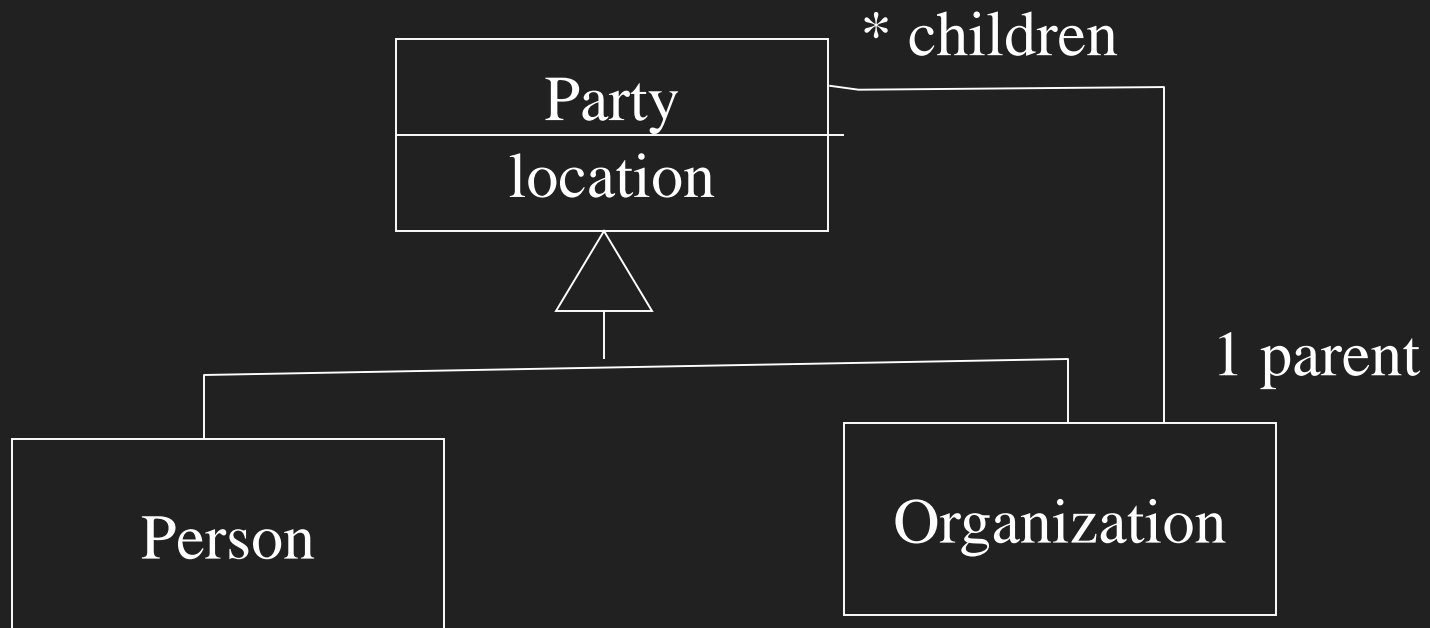 * children
Party
location
1 parent
Person
Organization